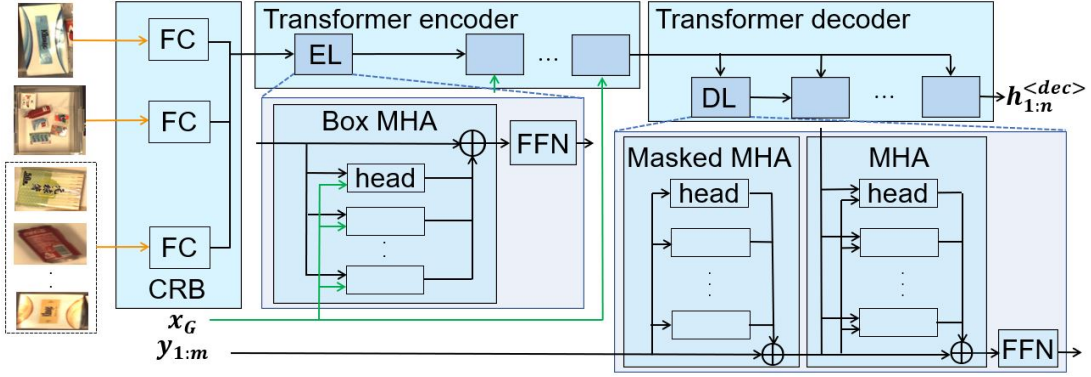 Transformer encoder
Transformer decoder
FC
EL
...
FC
DL
...
h_{1:n}^{<dec>}
Box MHA
FFN
head
Masked MHA
MHA
head
head
FC
CRB
x_G
y_{1:m}
FFN